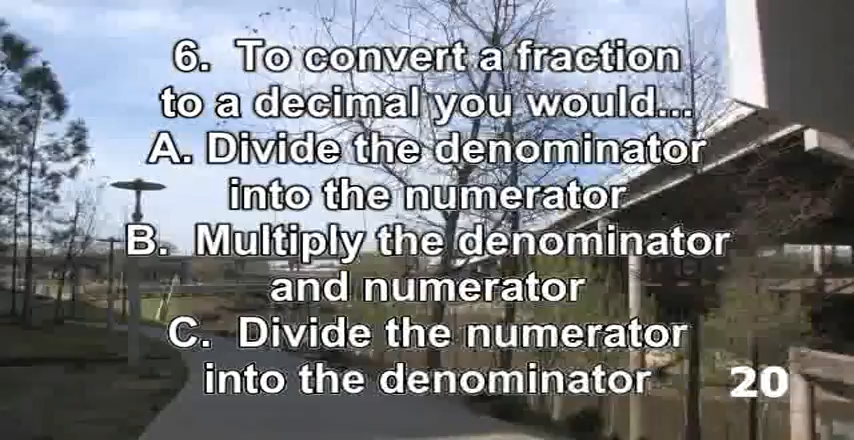 6. To convert a fraction
to a decimal you would...
A. Divide the denominator
into the numerator
B. Multiply the denominator
and numerator
C. Divide the numerator
into the denominator
20